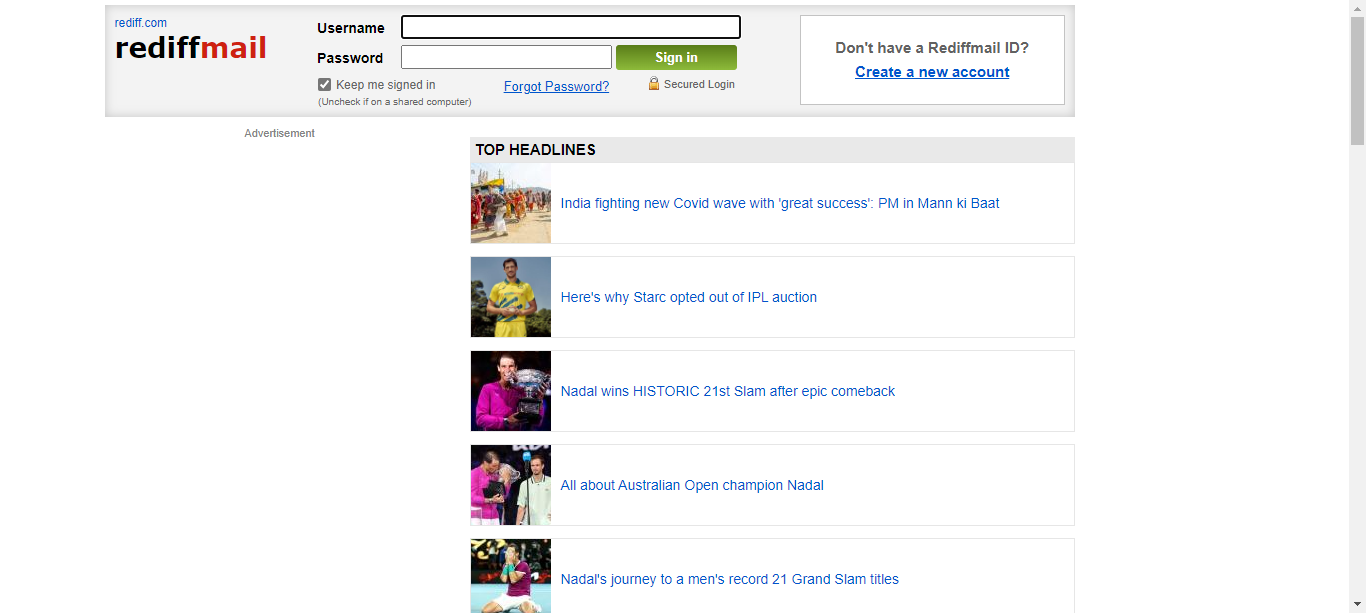 rediff.com
rediffmail
Username
Password
Sign in
Keep me signed in
Forgot Password?
Secured Login
(Uncheck if on a shared computer)
Don't have a Rediffmail ID?
Create a new account
Advertisement
TOP HEADLINES
India fighting new Covid wave with 'great success': PM in Mann ki Baat
Here's why Starc opted out of IPL auction
Nadal wins HISTORIC 21st Slam after epic comeback
All about Australian Open champion Nadal
Nadal's journey to a men's record 21 Grand Slam titles